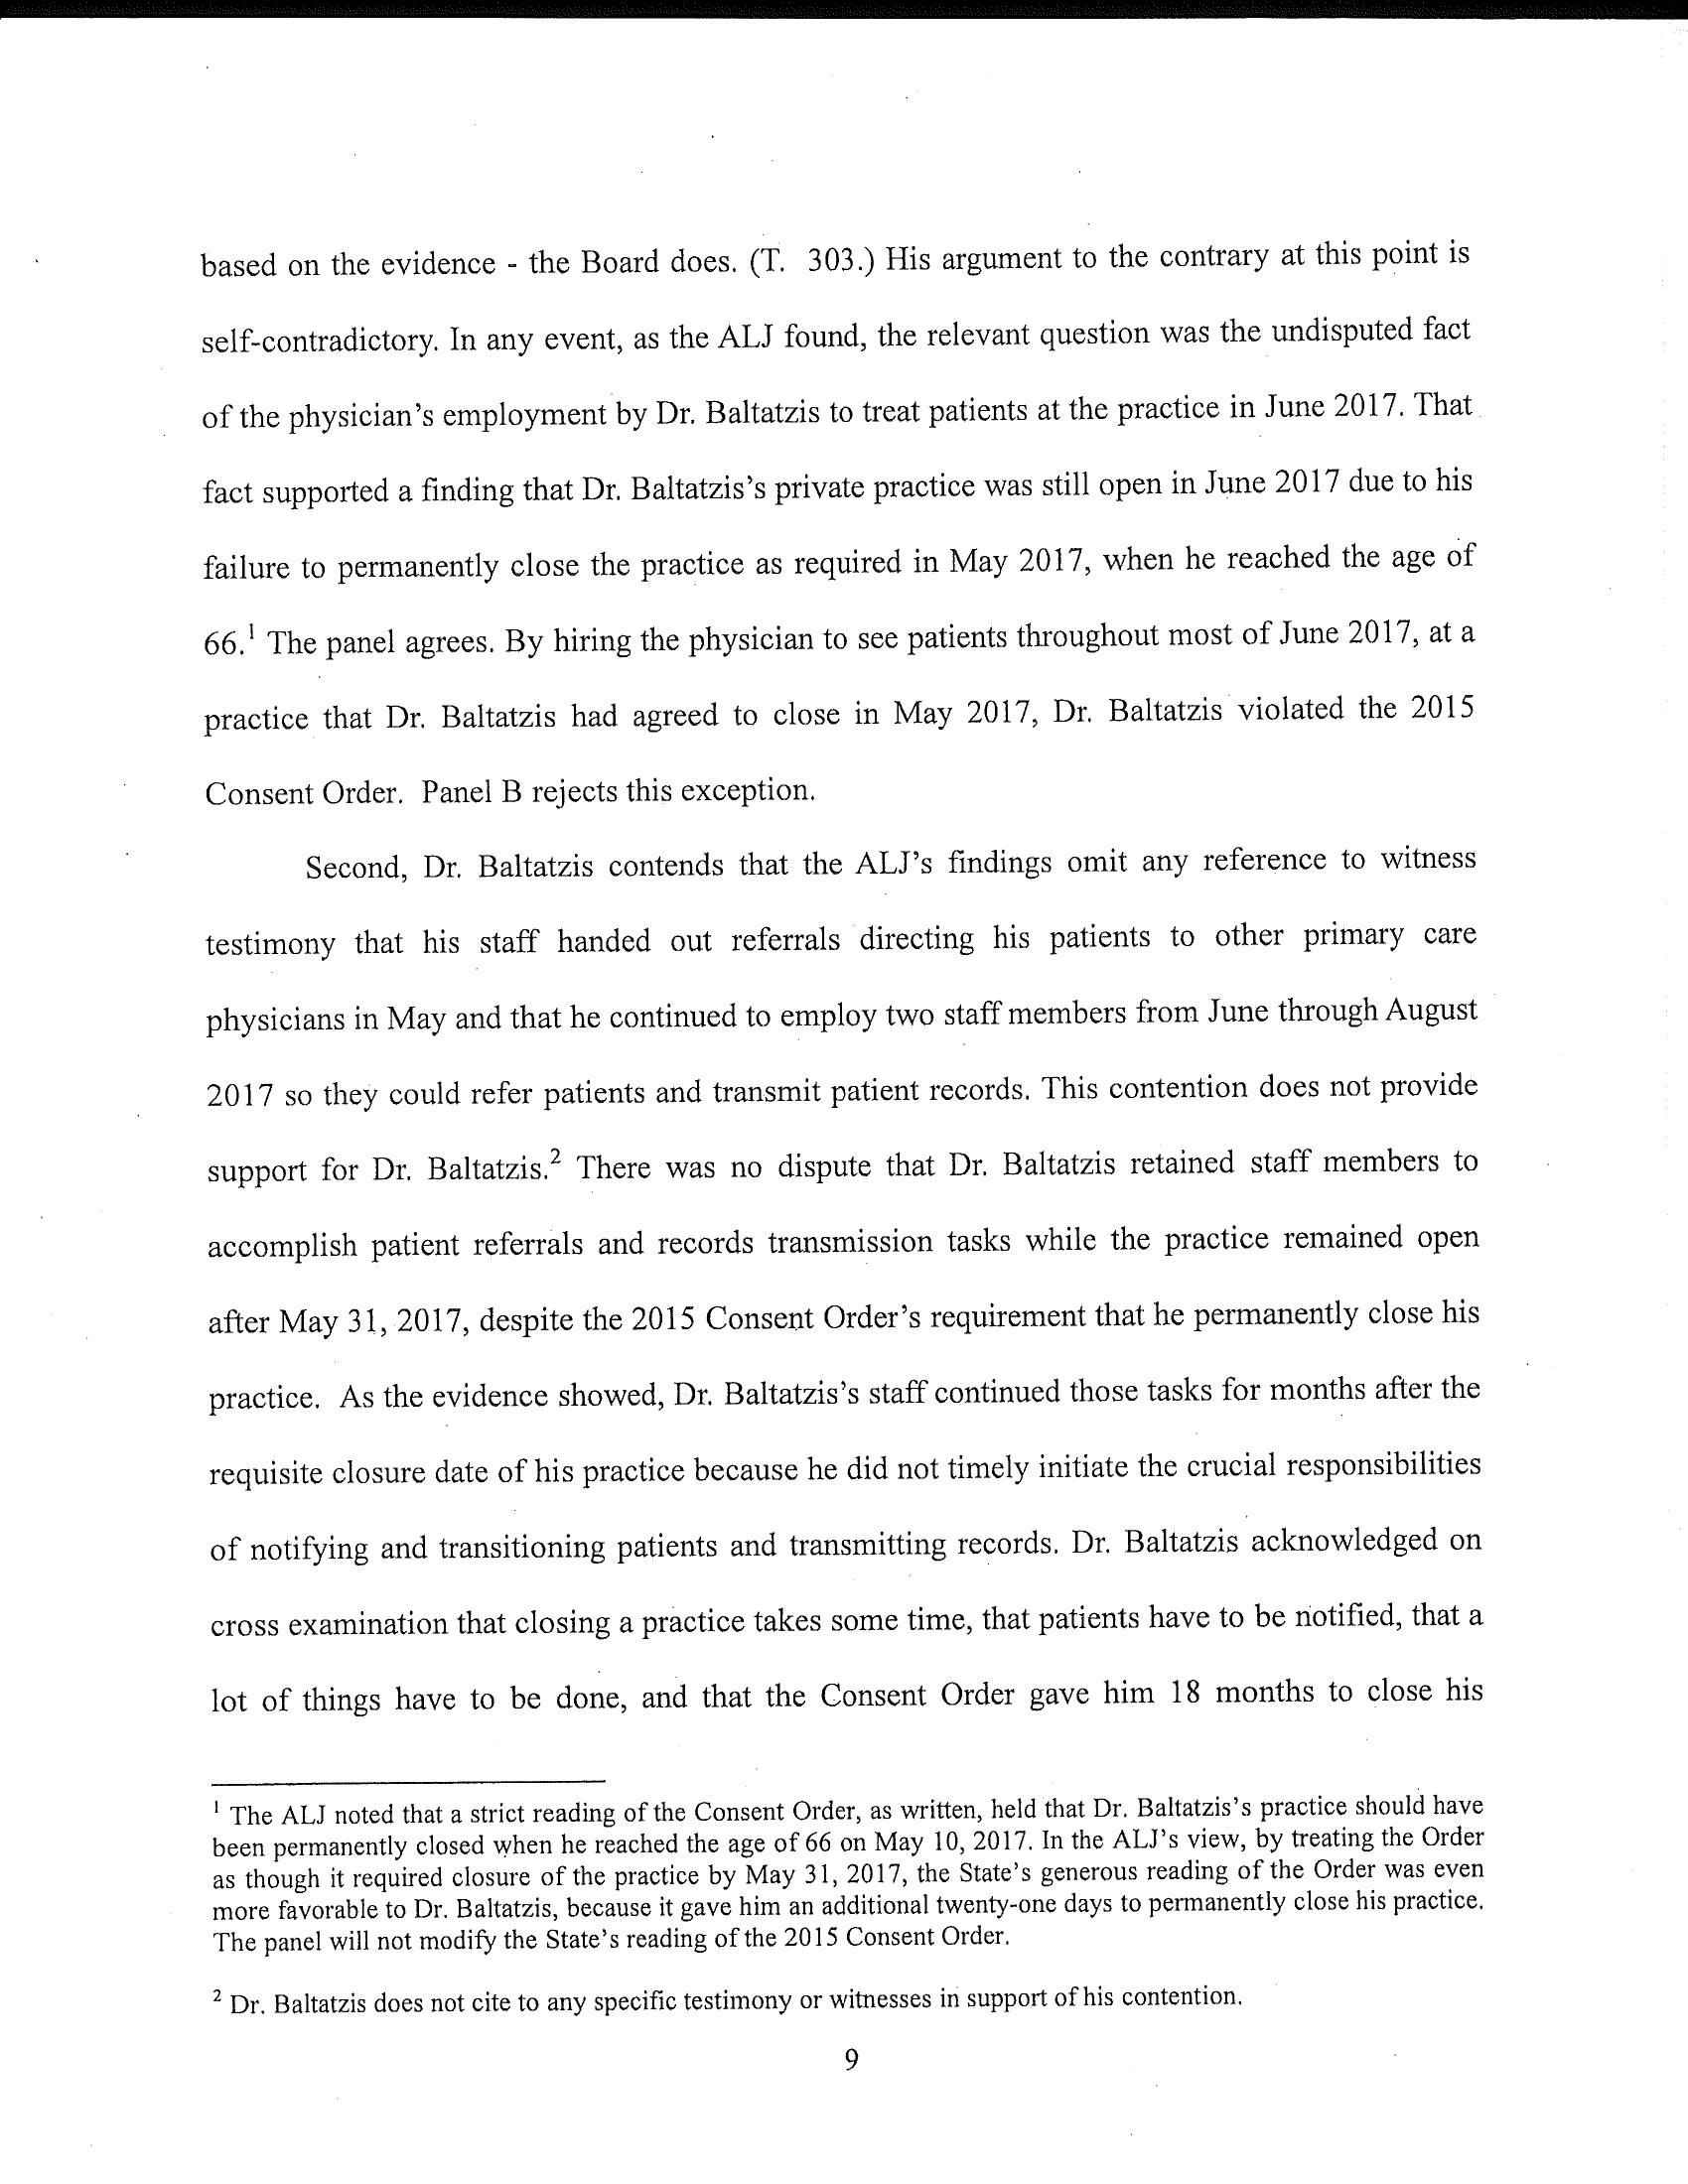 based on the evidence - the Board does. (T. 303.) His argument to the contrary at this point is
self-contradictory. In any event, as the ALJ found, the relevant question was the undisputed fact
of the physician's employment by Dr. Baltatzis to treat patients at the practice in June 2017. That
fact supported a finding that Dr. Baltatzis's private practice was still open in June 2017 due to his
failure to permanently close the practice as required in May 2017, when he reached the age of
66.¹ The panel agrees. By hiring the physician to see patients throughout most of June 2017, at a
practice that Dr. Baltatzis had agreed to close in May 2017, Dr. Baltatzis violated the 2015
Consent Order. Panel B rejects this exception.
Second, Dr. Baltatzis contends that the ALJ's findings omit any reference to witness
testimony that his staff handed out referrals directing his patients to other primary care
physicians in May and that he continued to employ two staff members from June through August
2017 so they could refer patients and transmit patient records. This contention does not provide
support for Dr. Baltatzis.² There was no dispute that Dr. Baltatzis retained staff members to
accomplish patient referrals and records transmission tasks while the practice remained open
after May 31, 2017, despite the 2015 Consent Order's requirement that he permanently close his
practice. As the evidence showed, Dr. Baltatzis's staff continued those tasks for months after the
requisite closure date of his practice because he did not timely initiate the crucial responsibilities
of notifying and transitioning patients and transmitting records. Dr. Baltatzis acknowledged on
cross examination that closing a practice takes some time, that patients have to be notified, that a
lot of things have to be done, and that the Consent Order gave him 18 months to close his
¹ The ALJ noted that a strict reading of the Consent Order, as written, held that Dr. Baltatzis's practice should have
been permanently closed when he reached the age of 66 on May 10, 2017. In the ALJ's view, by treating the Order
as though it required closure of the practice by May 31, 2017, the State's generous reading of the Order was even
more favorable to Dr. Baltatzis, because it gave him an additional twenty-one days to permanently close his practice.
The panel will not modify the State's reading of the 2015 Consent Order.
² Dr. Baltatzis does not cite to any specific testimony or witnesses in support of his contention.
9